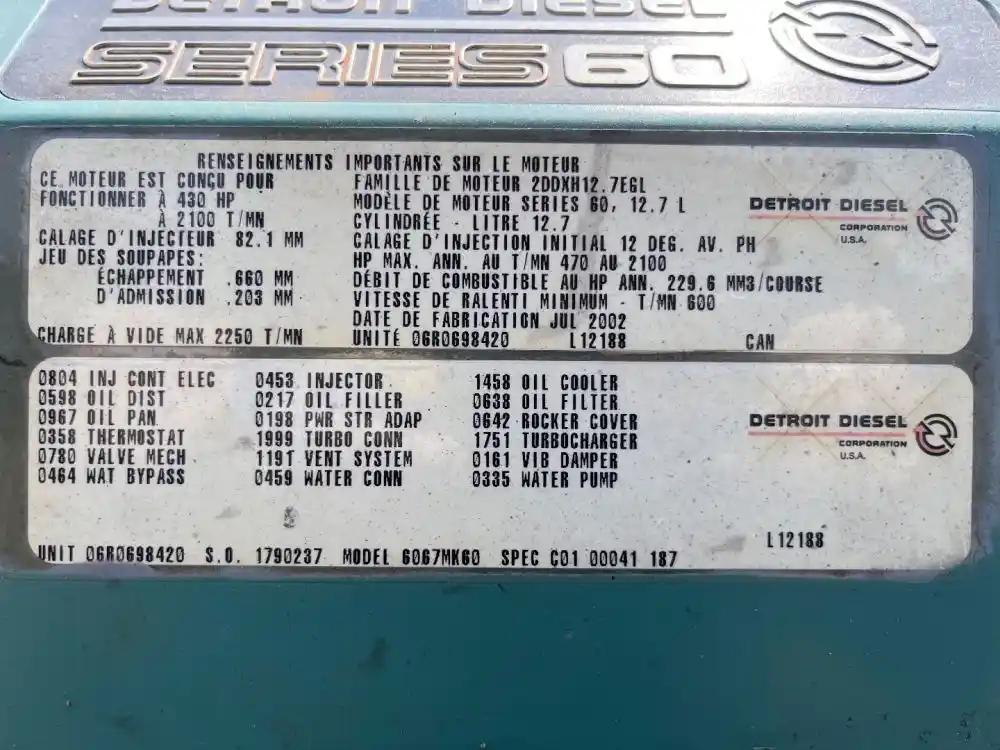 DETROIT DIESEL
SERIES 60
RENSEIGNEMENTS IMPORTANTS SUR LE MOTEUR
CE MOTEUR EST CONÇU POUR
FONCTIONNER À 430 HP
À 2100 T/MN
CALAGE D'INJECTEUR 82.1 MM
JEU DES SOUPAPES:
ÉCHAPPEMENT .660 MM
D'ADMISSION .203 MM
CHARGE À VIDE MAX 2250 T/MN
FAMILLE DE MOTEUR 2DDXH12.7EGL
MODÈLE DE MOTEUR SERIES 60, 12.7 L
CYLINDRÉE - LITRE 12.7
CALAGE D'INJECTION INITIAL 12 DEG. AV. PH
HP MAX. ANN. AU T/MN 470 AU 2100
DÉBIT DE COMBUSTIBLE AU HP ANN. 229.6 MM3/COURSE
VITESSE DE RALENTI MINIMUM - T/MN 600
DATE DE FABRICATION JUL 2002
UNITÉ 06R0698420 L12188 CAN
DETROIT DIESEL
CORPORATION
U.S.A.
0804 INJ CONT ELEC 0453 INJECTOR 1458 OIL COOLER
0598 OIL DIST 0217 OIL FILLER 0638 OIL FILTER
0967 OIL PAN 0198 PWR STR ADAP 0642 ROCKER COVER
0358 THERMOSTAT 1999 TURBO CONN 1751 TURBOCHARGER
0780 VALVE MECH 1191 VENT SYSTEM 0161 VIB DAMPER
0464 WAT BYPASS 0459 WATER CONN 0335 WATER PUMP
DETROIT DIESEL
CORPORATION
U.S.A.
L12188
UNIT 06R0698420 S.O. 1790237 MODEL 6067MK60 SPEC C01 00041 187